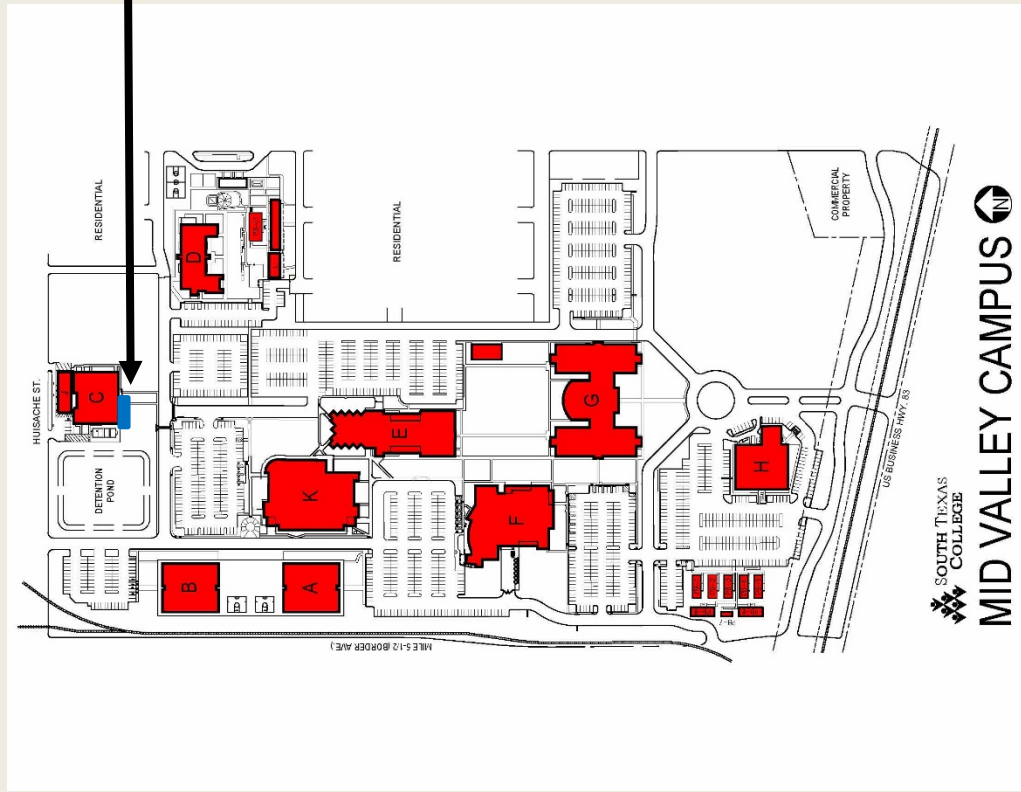 HUISACHE ST.
RESIDENTIAL
C
D
DETENTION
POND
RESIDENTIAL
K
E
B
A
F
G
H
COMMERCIAL
PROPERTY
MILE 5-1/2 (BORDER AVE.)
US BUSINESS HWY. 83
SOUTH TEXAS
COLLEGE
MID VALLEY CAMPUS
N